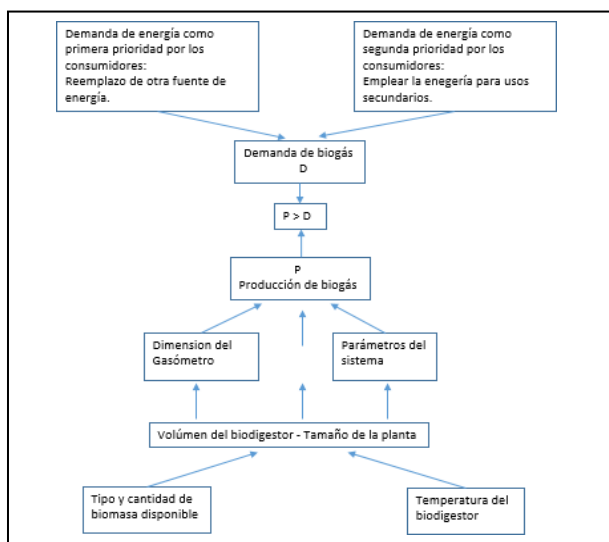 Demanda de energía como
primera prioridad por los
consumidores:
Reemplazo de otra fuente de
energía.
Demanda de energía como
segunda prioridad por los
consumidores:
Emplear la enegería para usos
secundarios.
Demanda de biogás
D
P > D
P
Producción de biogás
Dimension del
Gasómetro
Parámetros del
sistema
Volúmen del biodigestor - Tamaño de la planta
Tipo y cantidad de
biomasa disponible
Temperatura del
biodigestor